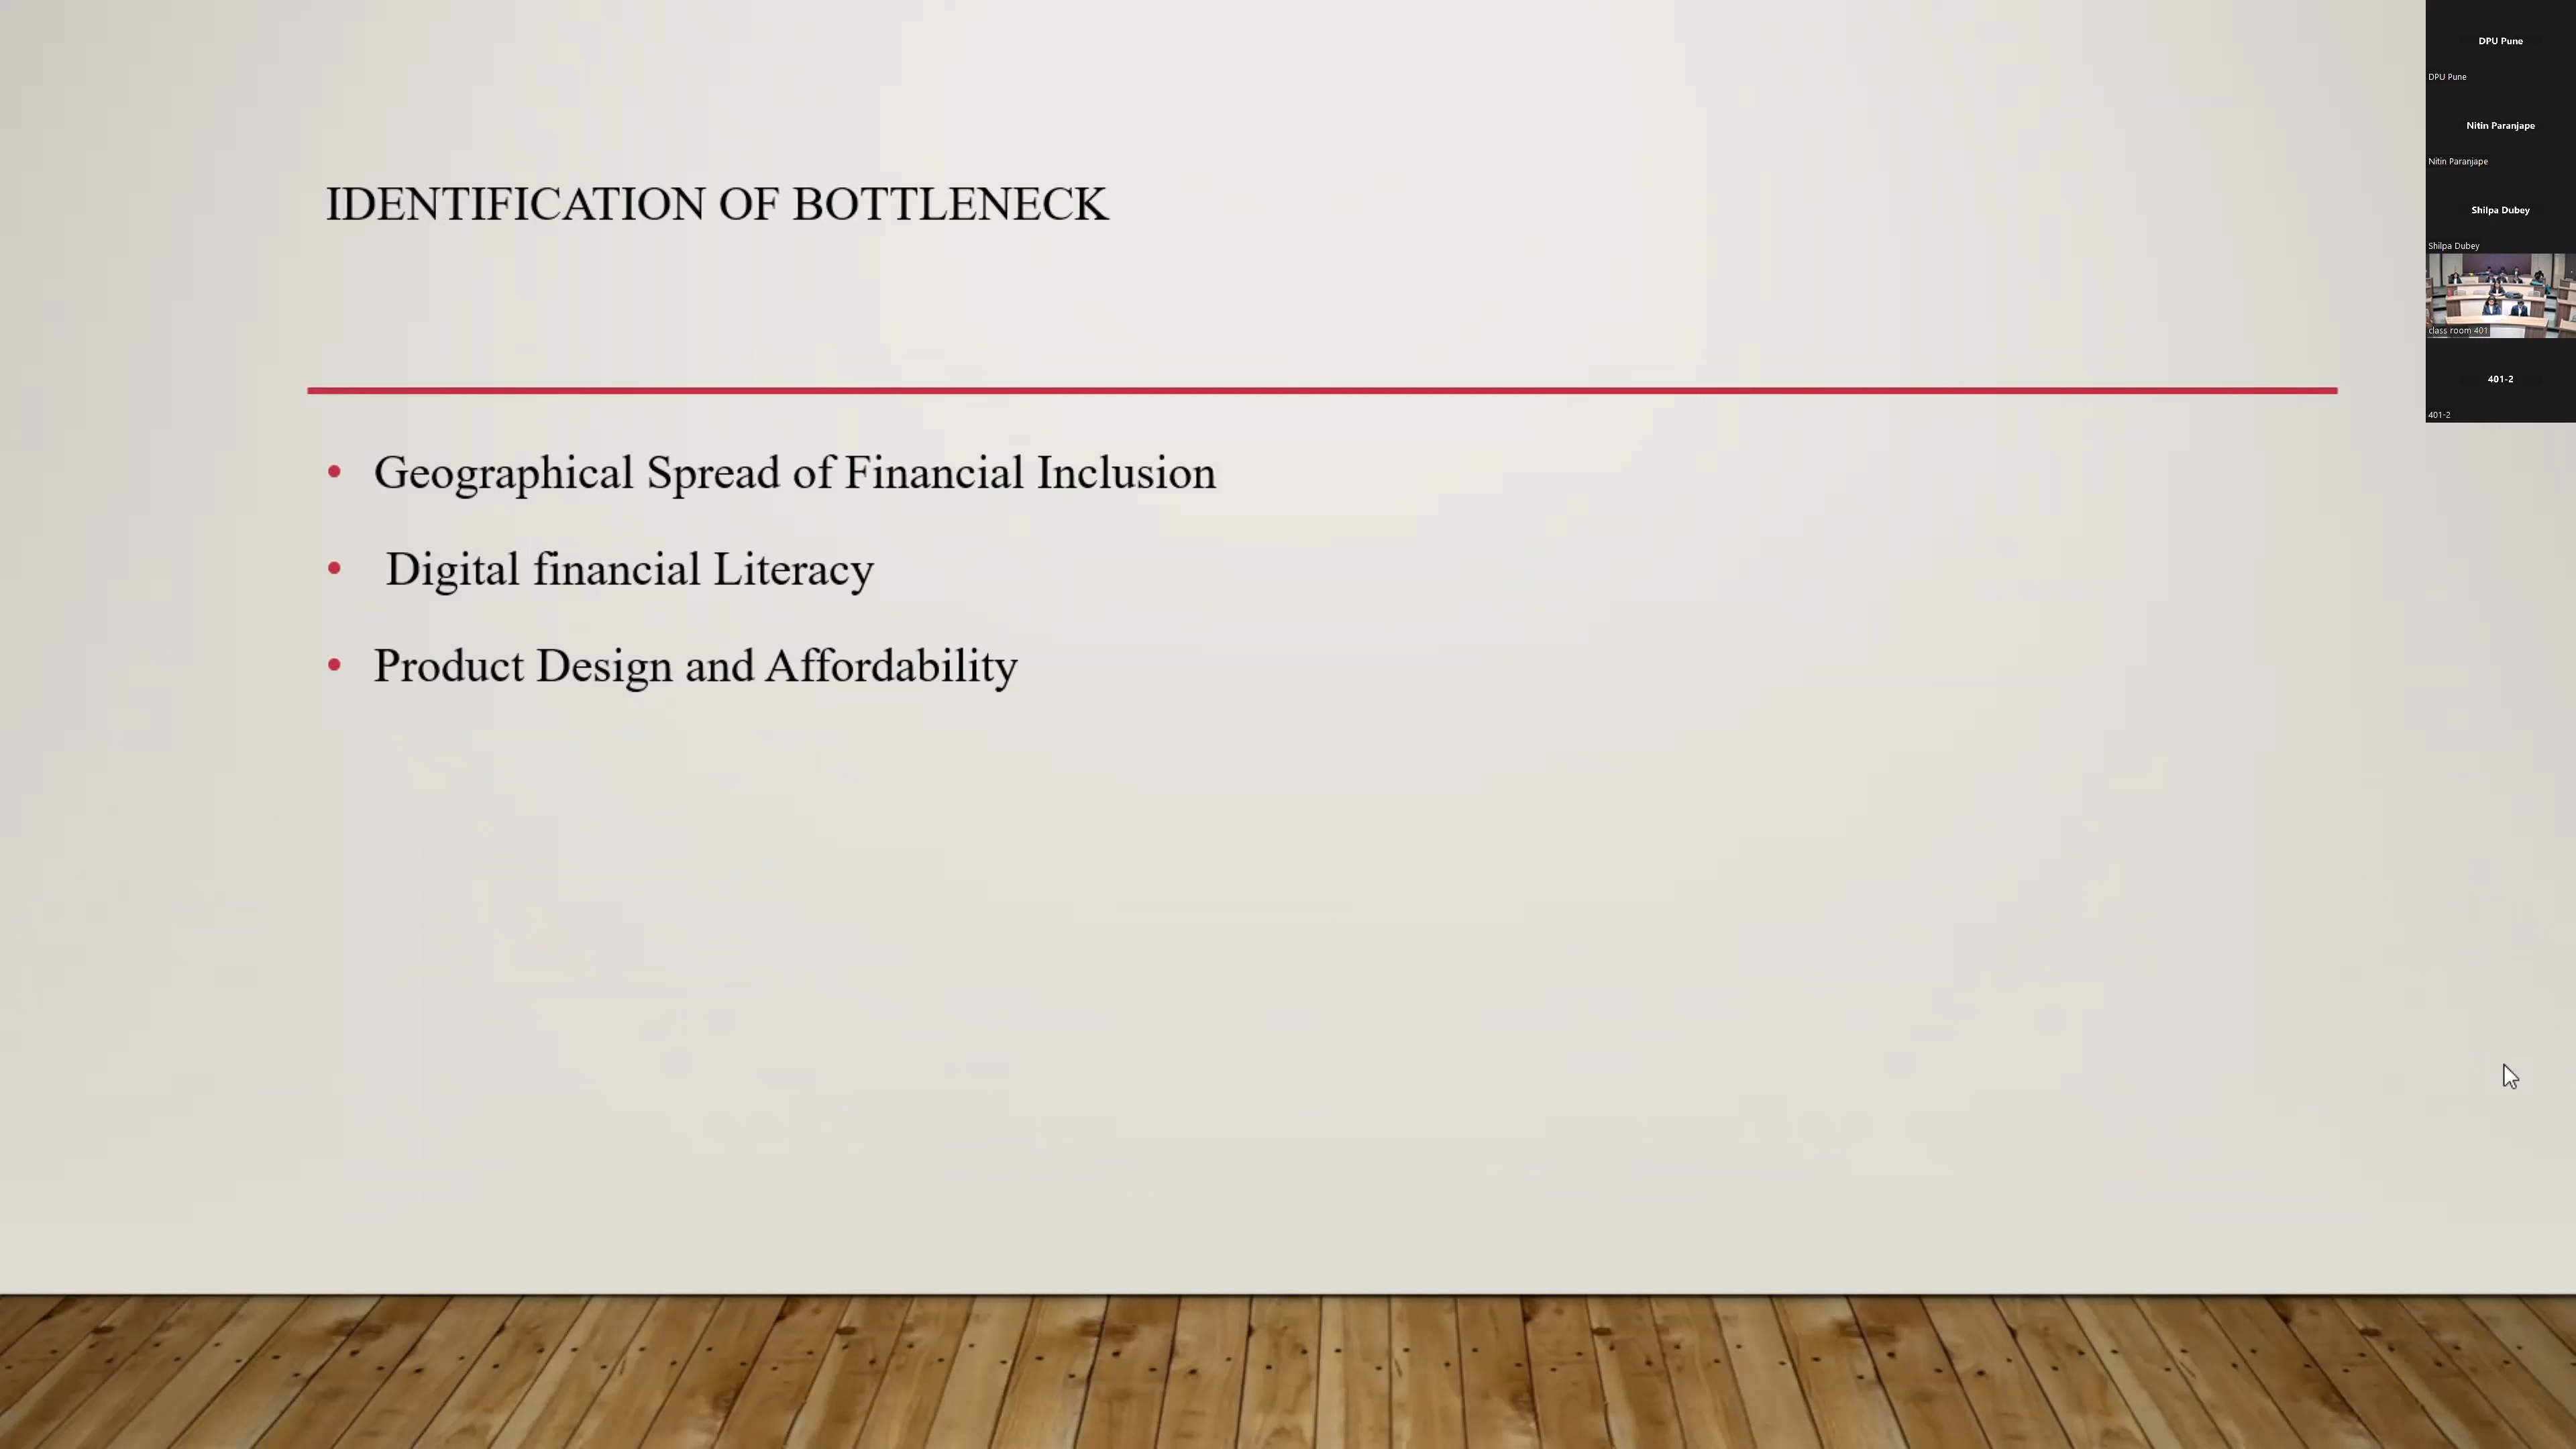 IDENTIFICATION OF BOTTLENECK
Geographical Spread of Financial Inclusion
Digital financial Literacy
Product Design and Affordability
DPU Pune
DPU Pune
Nitin Paranjape
Nitin Paranjape
Shilpa Dubey
Shilpa Dubey
class room 401
401-2
401-2